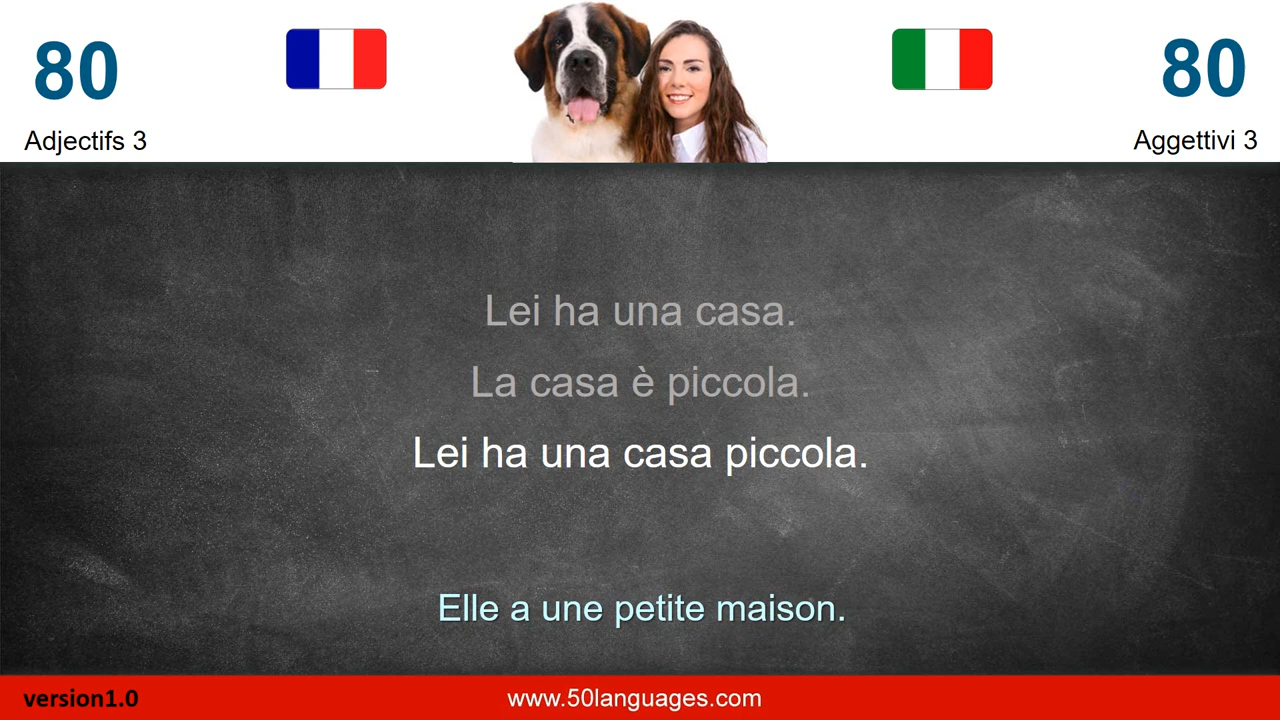 80
80
Adjectifs 3
Aggettivi 3
Lei ha una casa.
La casa è piccola.
Lei ha una casa piccola.
Elle a une petite maison.
version1.0
www.50languages.com